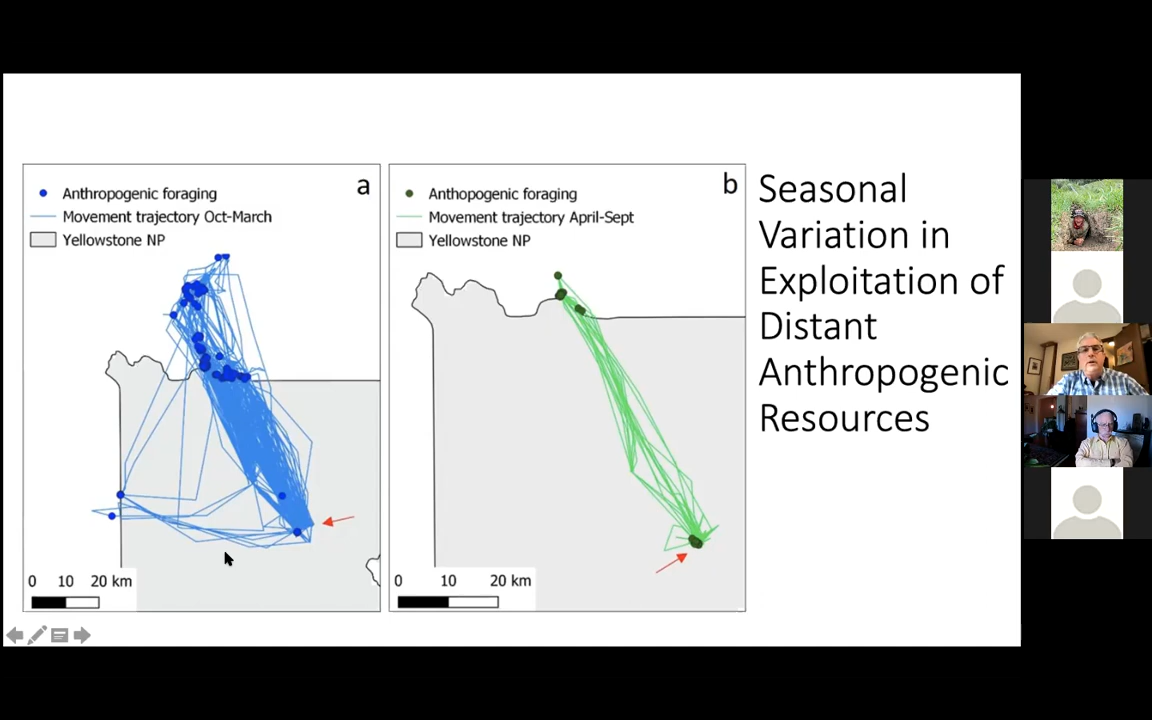 a
Anthropogenic foraging
Movement trajectory Oct-March
Yellowstone NP
0 10 20 km
b
Anthopogenic foraging
Movement trajectory April-Sept
Yellowstone NP
0 10 20 km
Seasonal
Variation in
Exploitation of
Distant
Anthropogenic
Resources